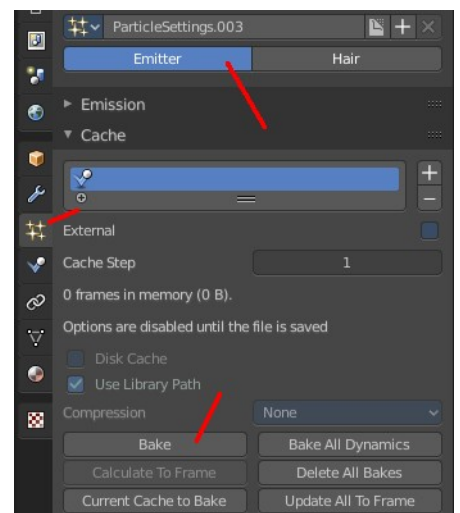 ParticleSettings.003
Emitter Hair
Emission
Cache
External
Cache Step 1
0 frames in memory (0 B).
Options are disabled until the file is saved
Disk Cache
Use Library Path
Compression None
Bake Bake All Dynamics
Calculate To Frame Delete All Bakes
Current Cache to Bake Update All To Frame